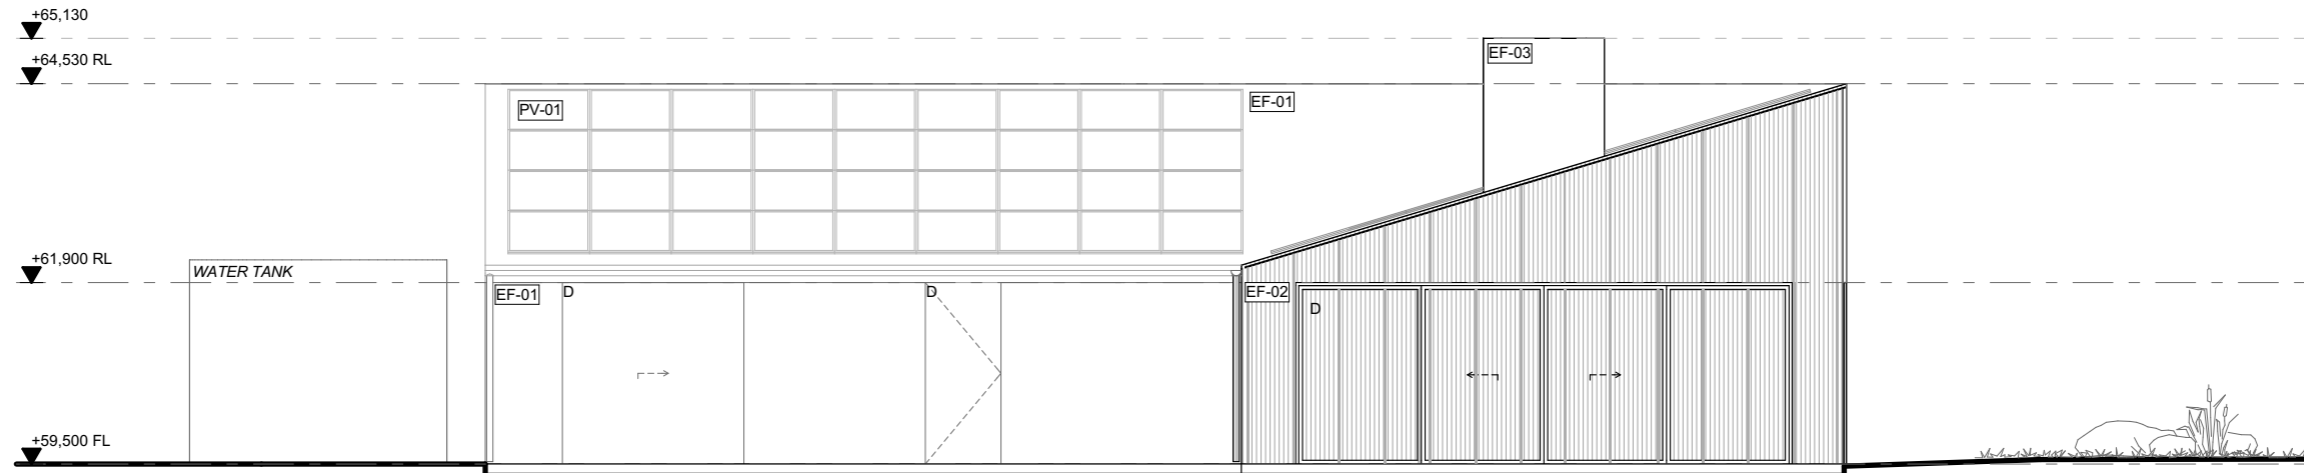 +65,130
+64,530 RL
EF-03
PV-01
EF-01
+61,900 RL
WATER TANK
EF-01
D
D
EF-02
D
+59,500 FL